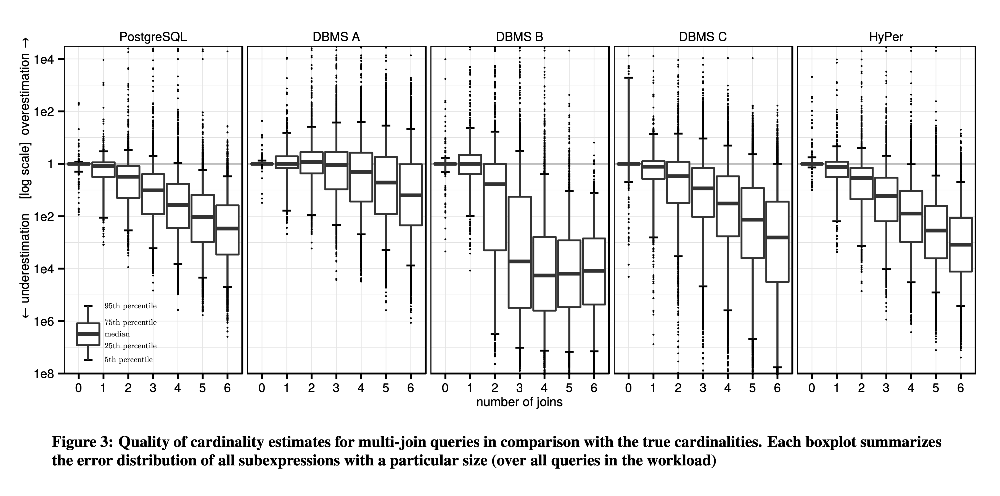 PostgreSQL
DBMS A
DBMS B
DBMS C
HyPer
← underestimation [log scale] overestimation →
1e4
1e2
1
1e2
1e4
1e6
1e8
95th percentile
75th percentile
median
25th percentile
5th percentile
0 1 2 3 4 5 6
0 1 2 3 4 5 6
0 1 2 3 4 5 6
0 1 2 3 4 5 6
0 1 2 3 4 5 6
number of joins
Figure 3: Quality of cardinality estimates for multi-join queries in comparison with the true cardinalities. Each boxplot summarizes
the error distribution of all subexpressions with a particular size (over all queries in the workload)